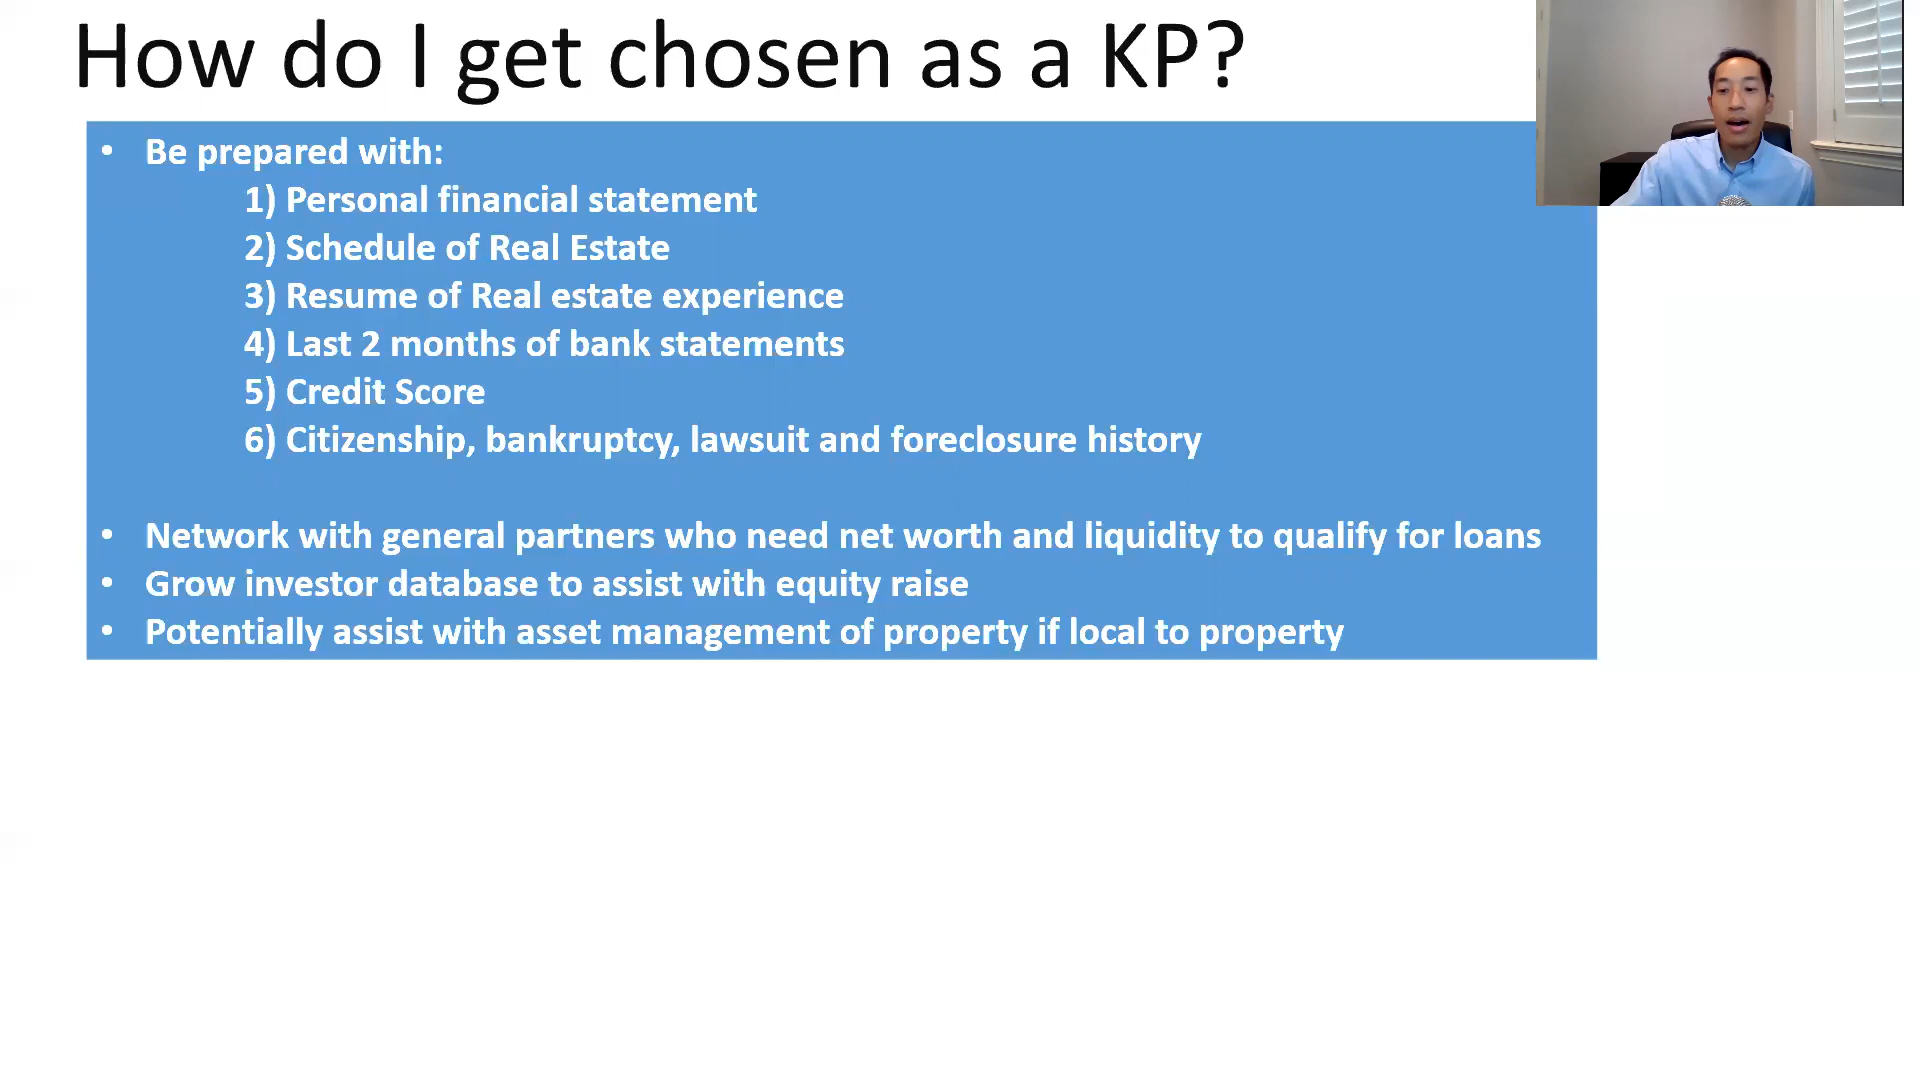 How do I get chosen as a KP?
• Be prepared with:
1) Personal financial statement
2) Schedule of Real Estate
3) Resume of Real estate experience
4) Last 2 months of bank statements
5) Credit Score
6) Citizenship, bankruptcy, lawsuit and foreclosure history
• Network with general partners who need net worth and liquidity to qualify for loans
• Grow investor database to assist with equity raise
• Potentially assist with asset management of property if local to property